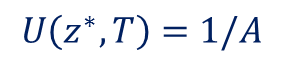 U(z*, T) = 1/A